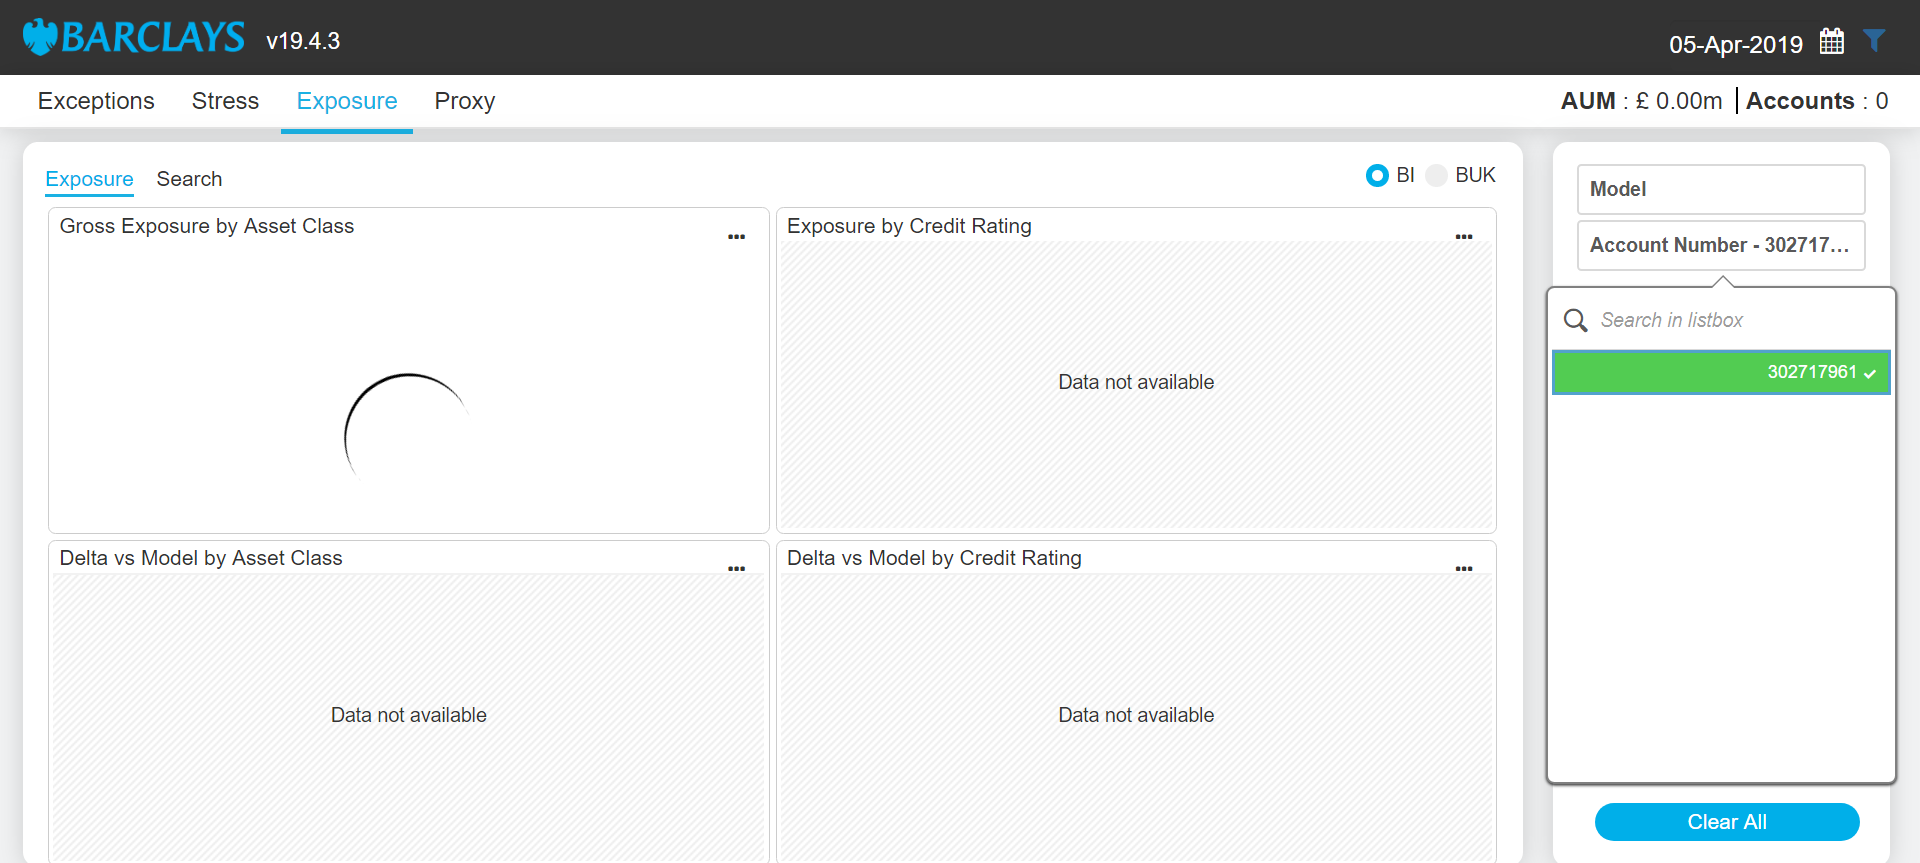 BARCLAYS v19.4.3
05-Apr-2019
Exceptions Stress Exposure Proxy
AUM : £ 0.00m Accounts : 0
Exposure Search
BI BUK
Gross Exposure by Asset Class
...
Exposure by Credit Rating
...
Data not available
Delta vs Model by Asset Class
...
Data not available
Delta vs Model by Credit Rating
...
Data not available
Model
Account Number - 302717...
Search in listbox
302717961
Clear All